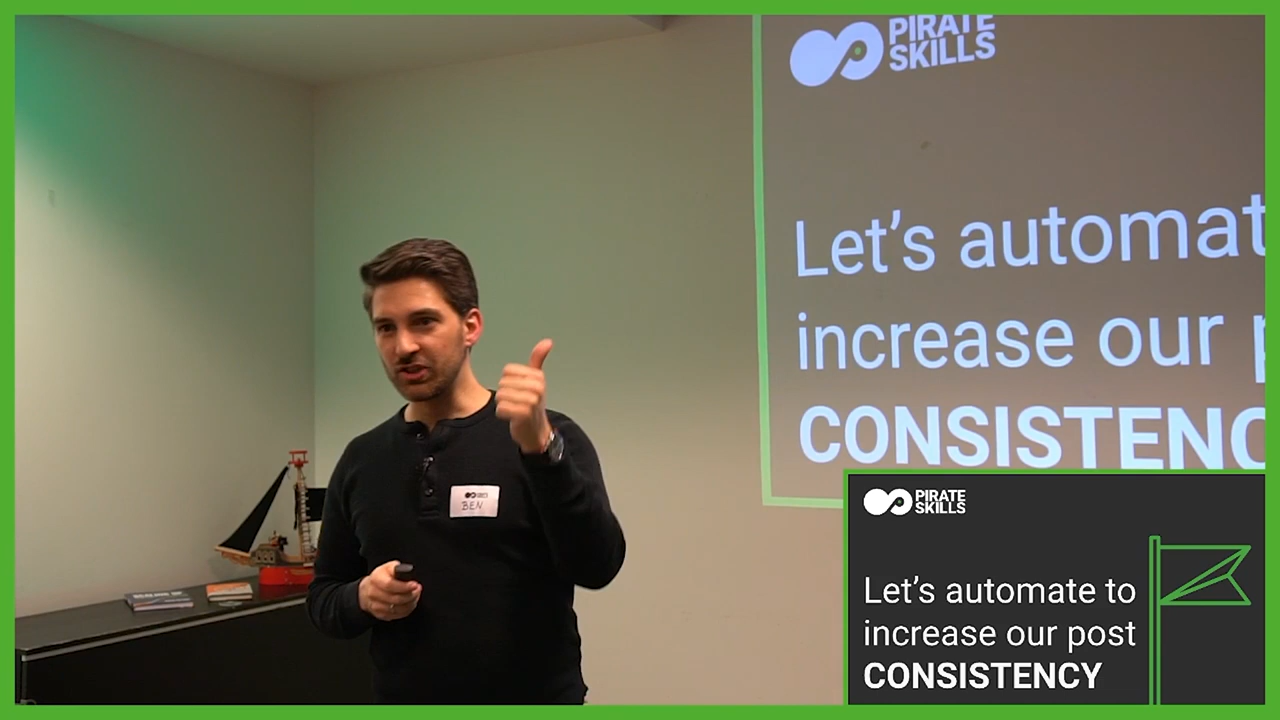 PIRATE
SKILLS
Let's automat
increase our
CONSISTENC
BEN
PIRATE
SKILLS
Let's automate to
increase our post
CONSISTENCY